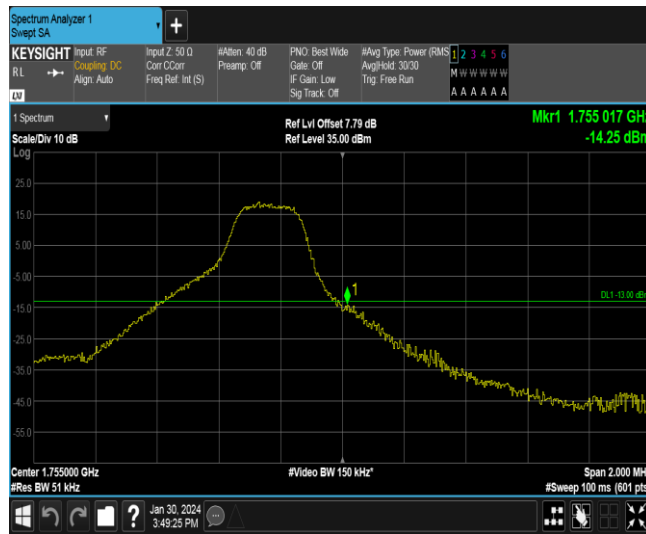 Spectrum Analyzer 1
Swept SA
+
KEYSIGHT
RL
LXI
Input: RF
Coupling: DC
Align: Auto
Input Z: 50 Ω
Corr CCorr
Freq Ref: Int (S)
#Atten: 40 dB
Preamp: Off
PNO: Best Wide
Gate: Off
IF Gain: Low
Sig Track: Off
#Avg Type: Power (RMS
Avg|Hold: 30/30
Trig: Free Run
1 2 3 4 5 6
M W W W W W
A A A A A A
1 Spectrum
Scale/Div 10 dB
Ref Lvl Offset 7.79 dB
Ref Level 35.00 dBm
Mkr1 1.755 017 GH
-14.25 dB
Log
25.0
15.0
5.00
-5.00
1
DL1 -13.00 dB
-15.0
-25.0
-35.0
-45.0
-55.0
Center 1.755000 GHz
#Res BW 51 kHz
#Video BW 150 kHz*
Span 2.000 MH
#Sweep 100 ms (601 pts
?
Jan 30, 2024
3:49:25 PM